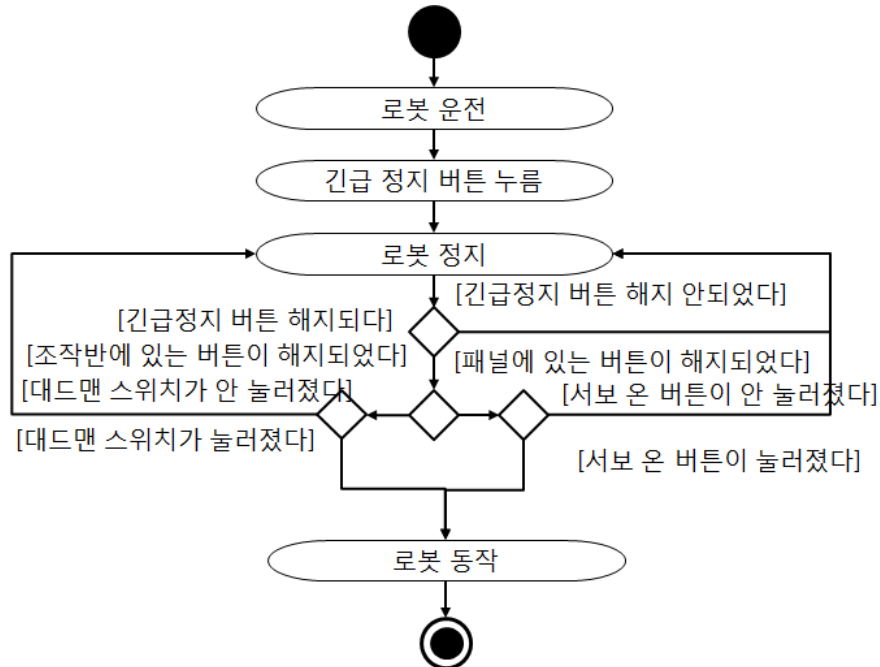 로봇 운전
긴급 정지 버튼 누름
로봇 정지
[긴급정지 버튼 해지 안되었다]
[긴급정지 버튼 해지되다]
[조작반에 있는 버튼이 해지되었다]
[패널에 있는 버튼이 해지되었다]
[대드맨 스위치가 안 눌러졌다]
[서보 온 버튼이 안 눌러졌다]
[대드맨 스위치가 눌러졌다]
[서보 온 버튼이 눌러졌다]
로봇 동작